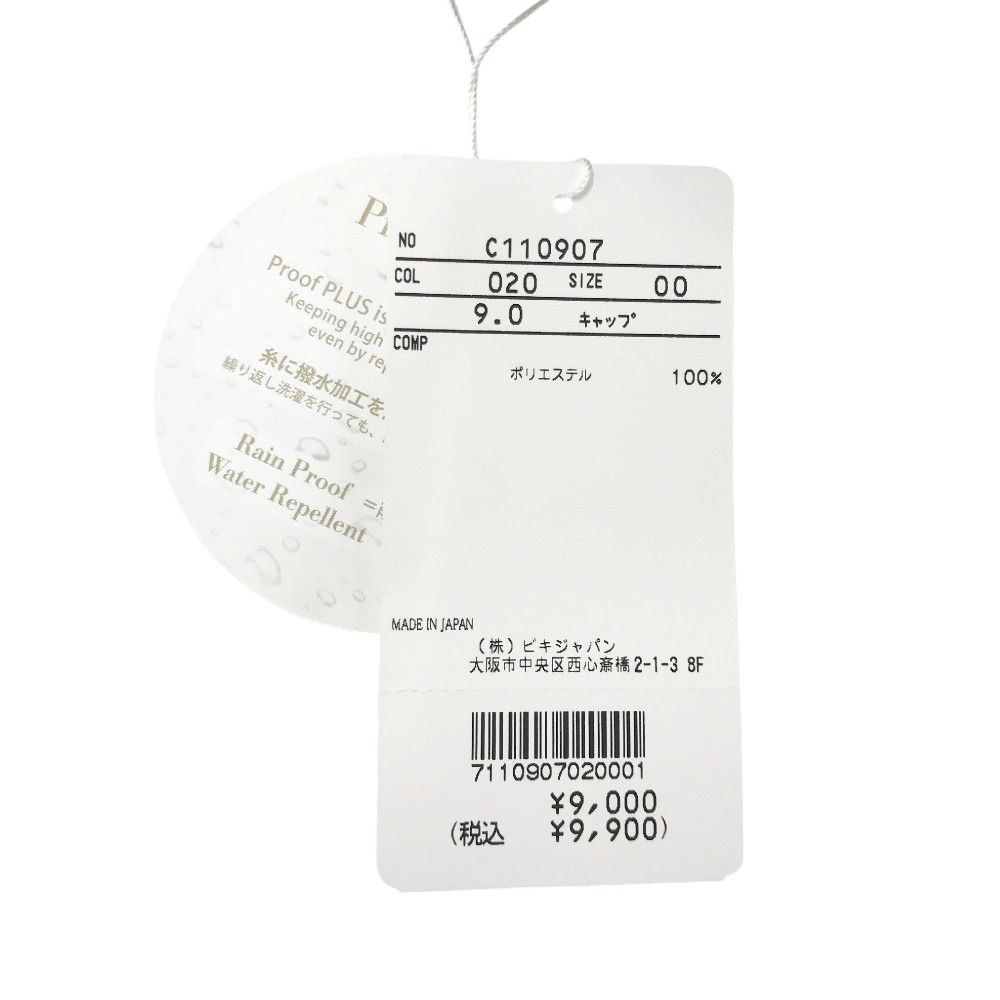 Proof PLUS is
Keeping high
even by
糸に撥水加工を
繰り返し洗濯を行っても、
Rain Proof
Water Repellent
NO C110907
COL 020 SIZE 00
9.0 キャップ
COMP
ポリエステル 100%
MADE IN JAPAN
(株)ビキジャパン
大阪市中央区西心斎橋2-1-3 8F
7110907020001
¥9,000
(税込 ¥9,900)